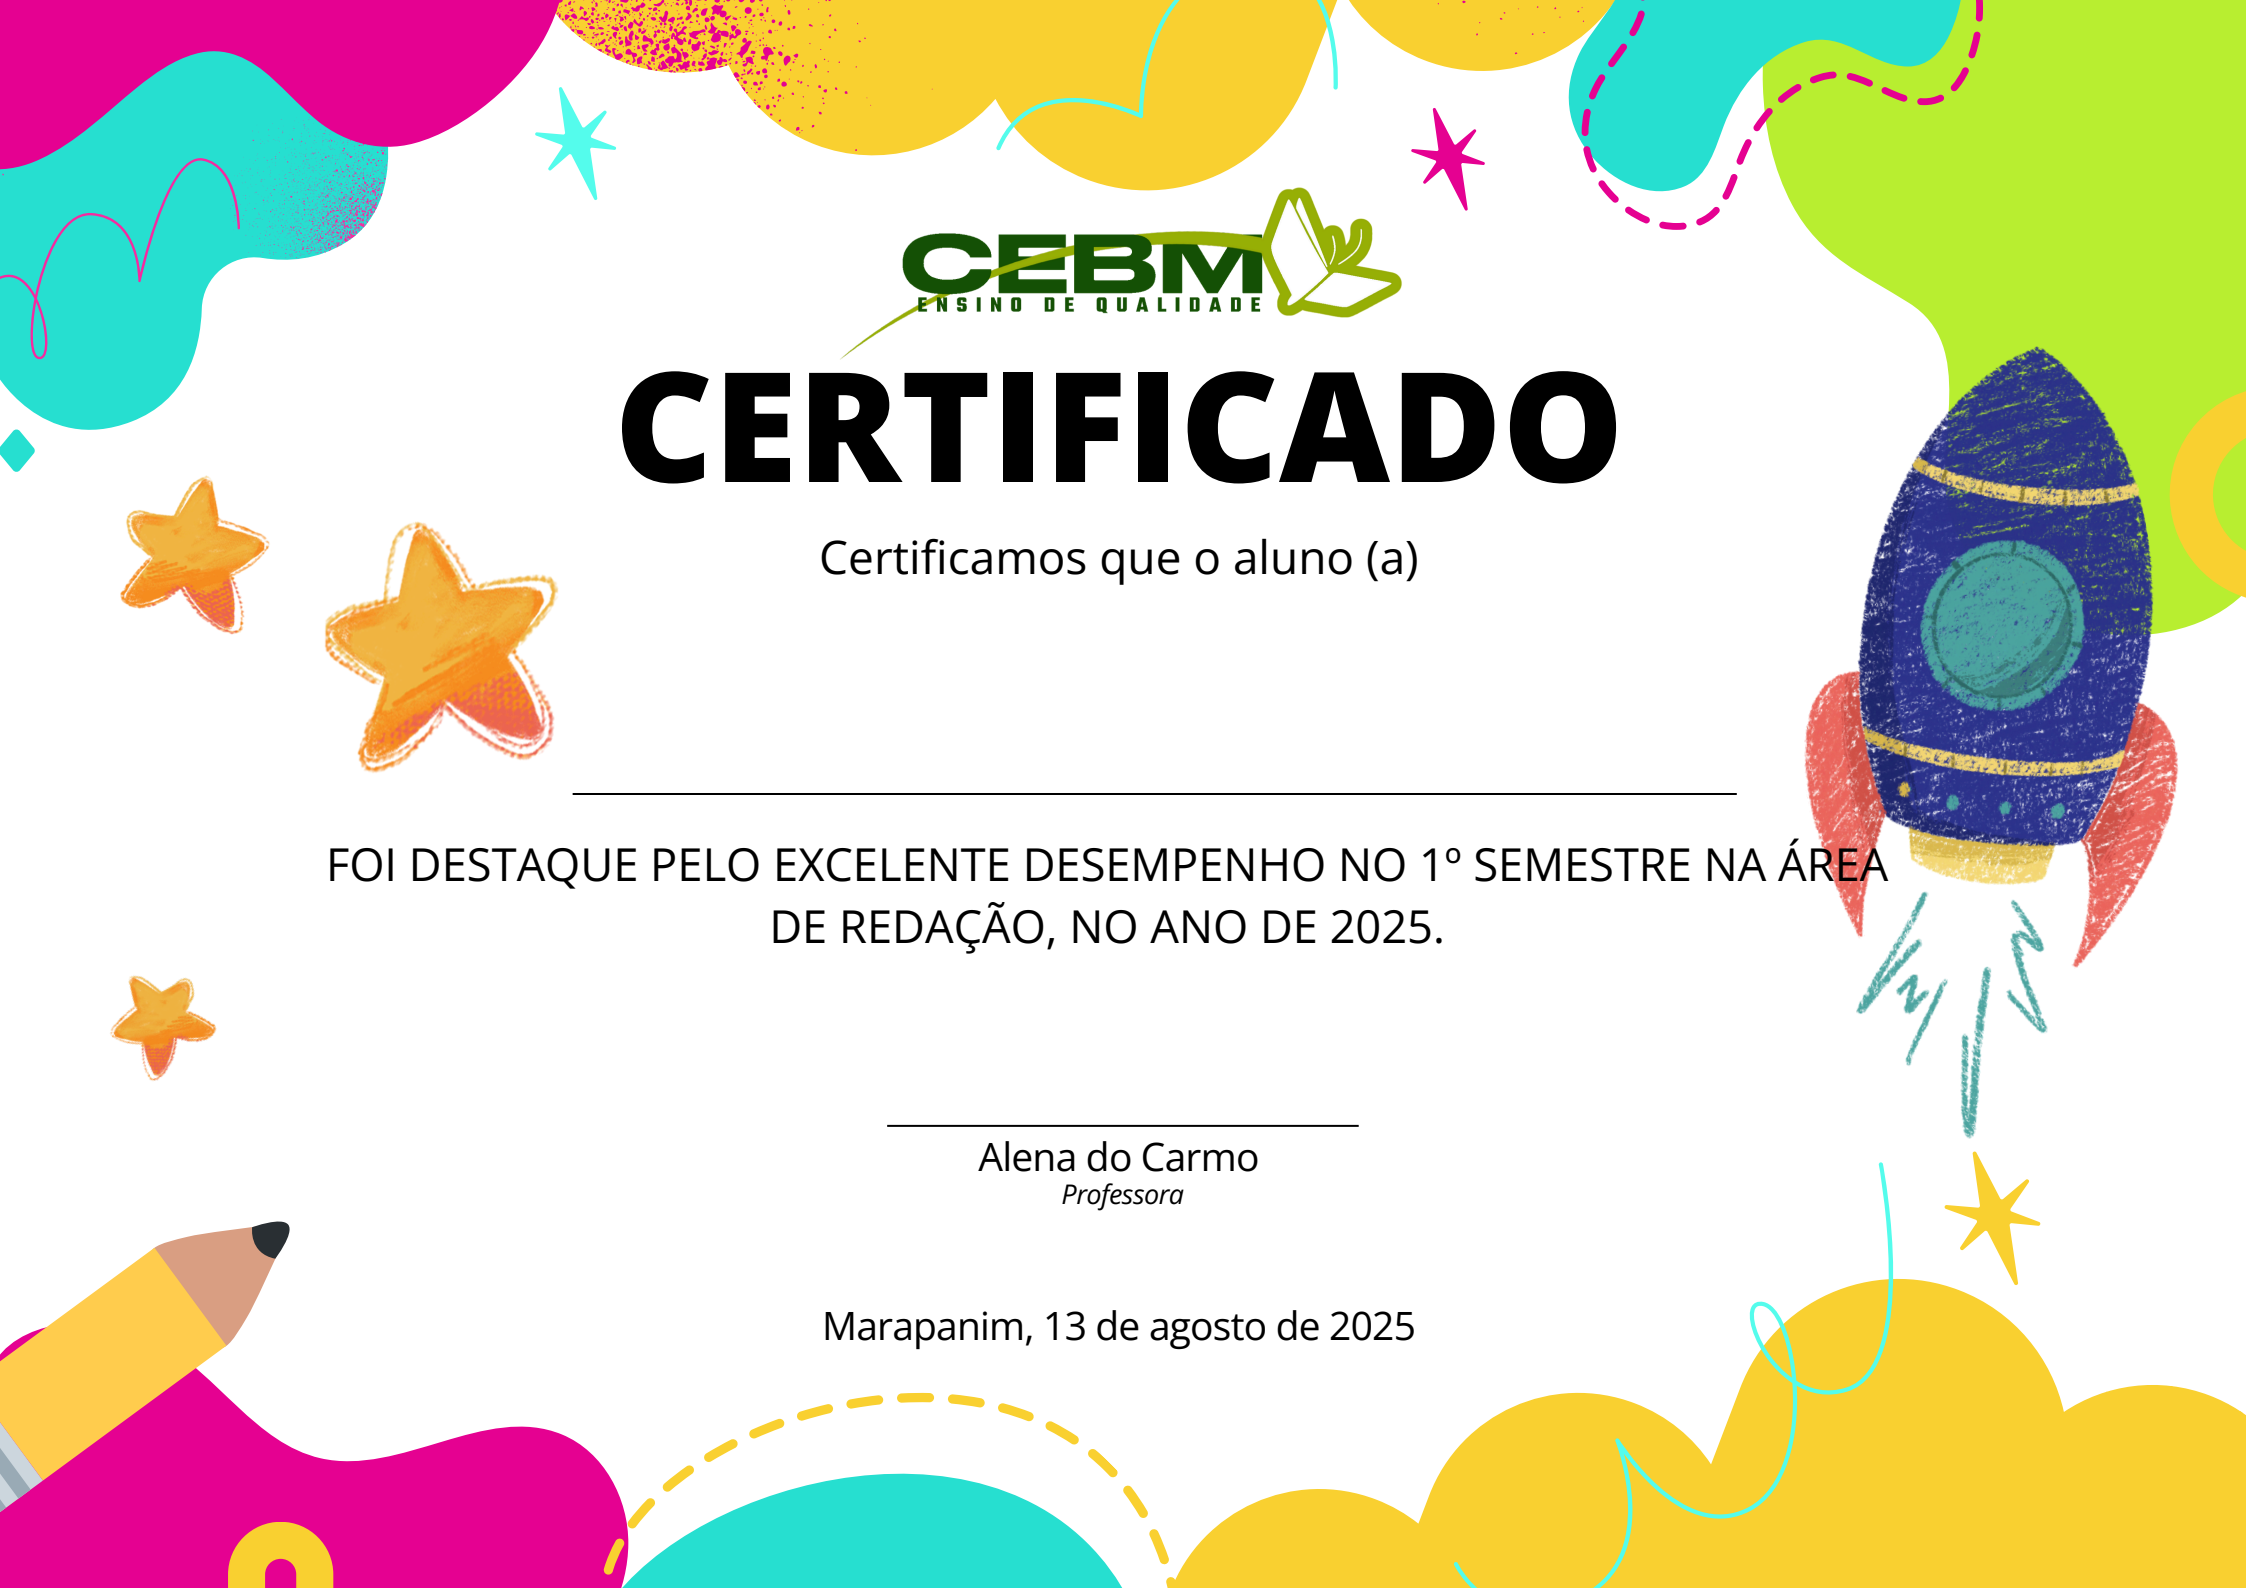 CEBM
ENSINO DE QUALIDADE
CERTIFICADO
Certificamos que o aluno (a)
FOI DESTAQUE PELO EXCELENTE DESEMPENHO NO 1º SEMESTRE NA ÁREA
DE REDAÇÃO, NO ANO DE 2025.
Alena do Carmo
Professora
Marapanim, 13 de agosto de 2025